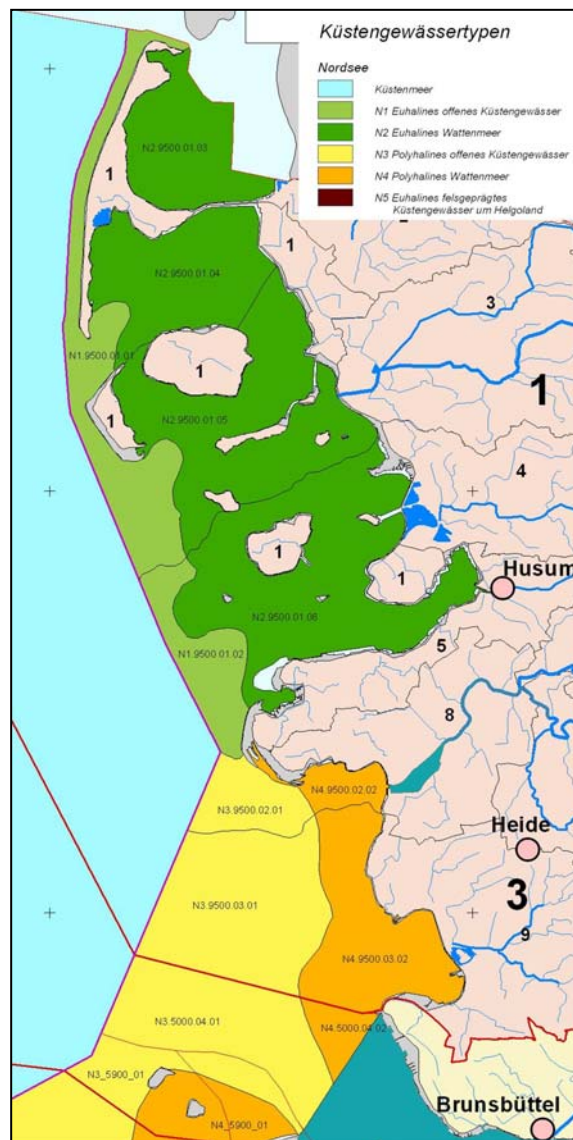 Küstengewässertypen
Nordsee
Küstenmeer
N1 Euhalines offenes Küstengewässer
N2 Euhalines Wattenmeer
N3 Polyhalines offenes Küstengewässer
N4 Polyhalines Wattenmeer
N5 Euhalines felsgeprägtes
Küstengewässer um Helgoland
N2.9500.01.03
1
1
N2.9500.01.04
3
N1.9500.01.01
1
1
1
N2.9500.01.05
4
1
1
Husum
N2.9500.01.06
5
N1.9500.01.02
8
N4.9500.02.02
N3.9500.02.01
Heide
3
N3.9500.03.01
9
N4.9500.03.02
N3.5000.04.01
N4.5000.04.02
N3_5900_01
Brunsbüttel
N4_5900_01